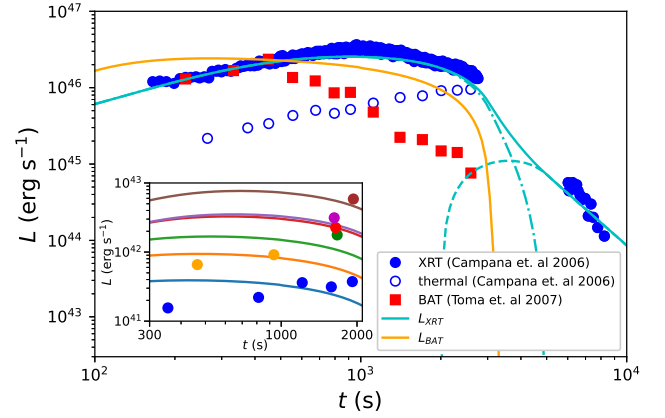 10^47
10^46
10^45
10^44
10^43
L (erg s^−1)
10^43
10^42
10^41
L (erg s^−1)
300 1000 2000
t (s)
XRT (Campana et. al 2006)
thermal (Campana et. al 2006)
BAT (Toma et. al 2007)
L_XRT
L_BAT
10^2 10^3 10^4
t (s)